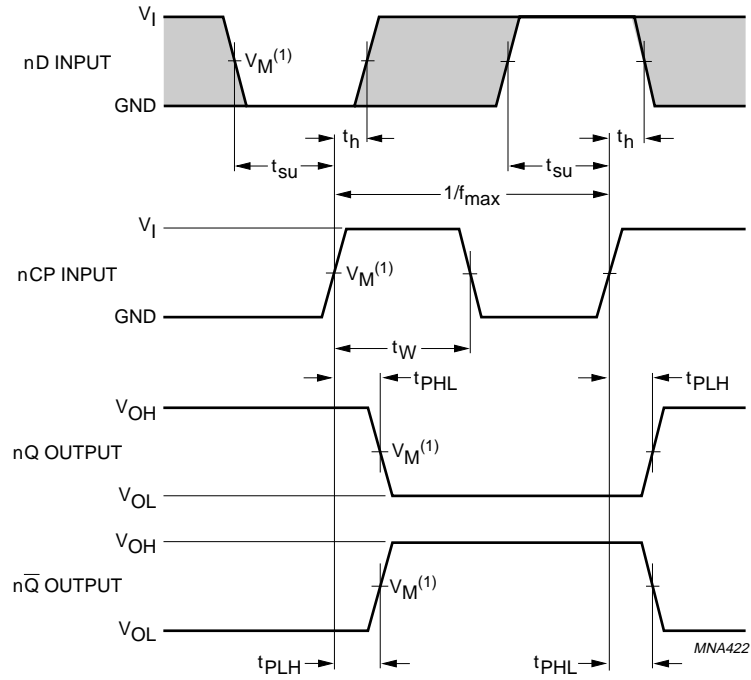 V_I
nD INPUT
V_M^(1)
GND
t_h
t_h
t_su
t_su
1/f_max
V_I
nCP INPUT
V_M^(1)
GND
t_W
t_PHL
t_PLH
V_OH
nQ OUTPUT
V_M^(1)
V_OL
V_OH
nQ̅ OUTPUT
V_M^(1)
V_OL
MNA422
t_PLH
t_PHL